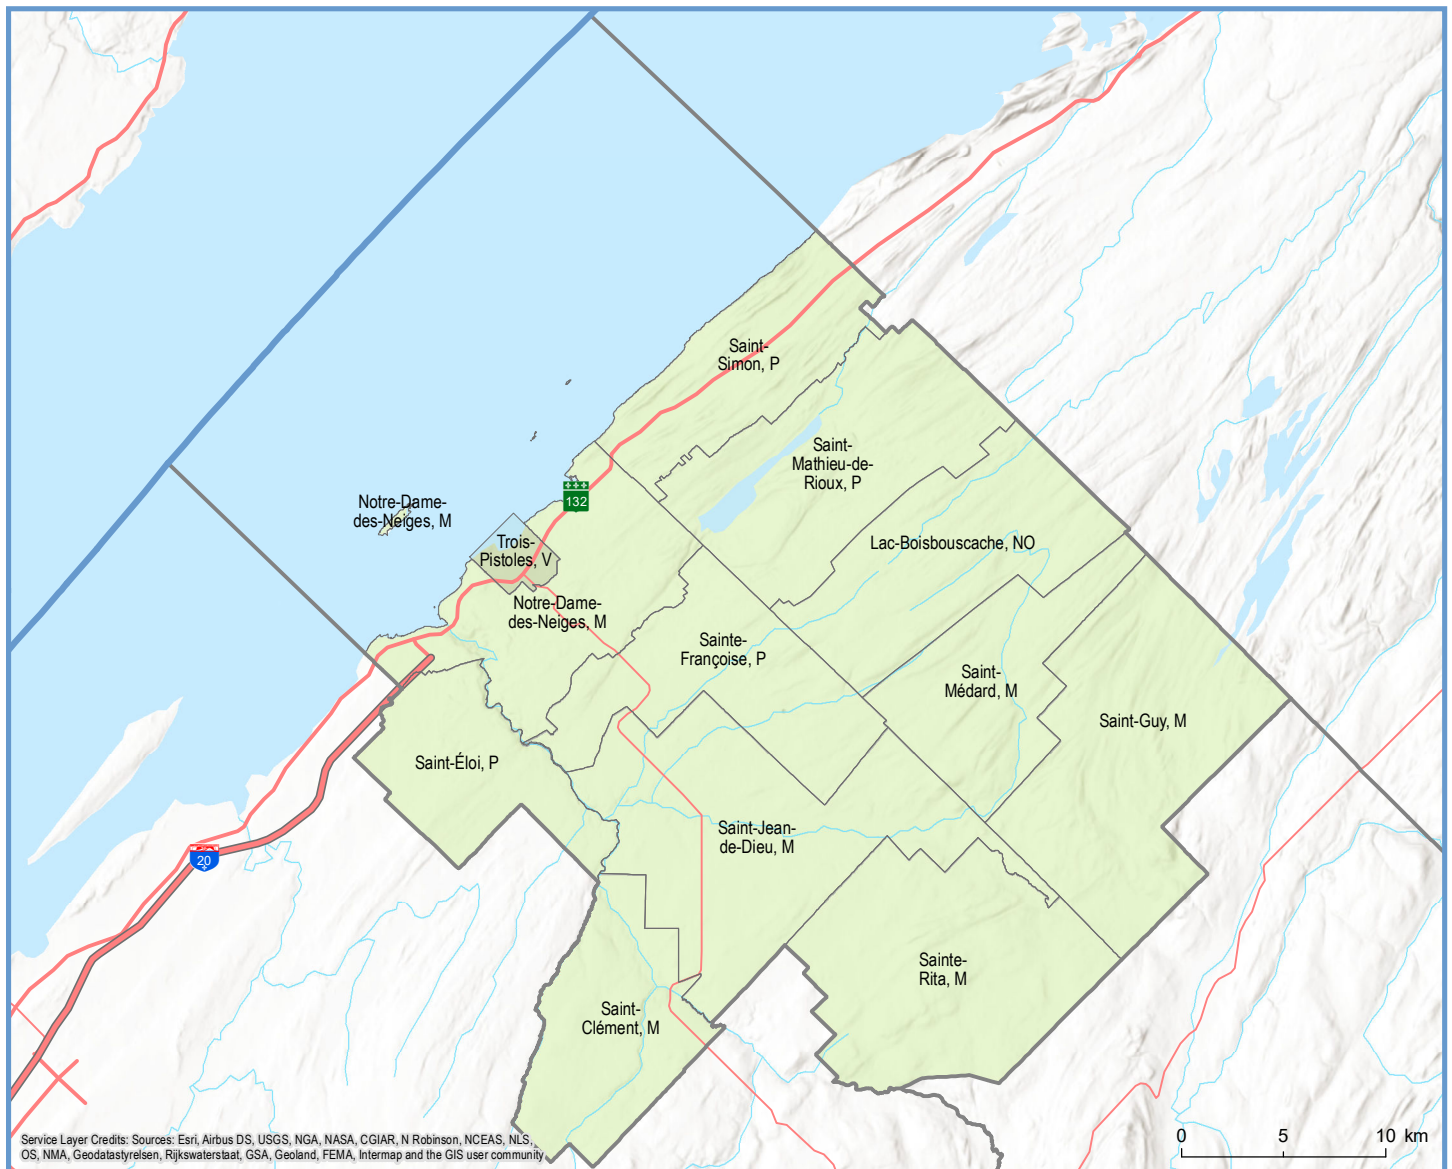 Saint-
Simon, P
Saint-
Mathieu-de-
Rioux, P
Notre-Dame-
des-Neiges, M
132
Trois-
Pistoles, V
Lac-Boisbouscache, NO
Notre-Dame-
des-Neiges, M
Sainte-
Françoise, P
Saint-
Médard, M
Saint-Guy, M
Saint-Éloi, P
Saint-Jean-
de-Dieu, M
20
Sainte-
Rita, M
Saint-
Clément, M
Service Layer Credits: Sources: Esri, Airbus DS, USGS, NGA, NASA, CGIAR, N Robinson, NCEAS, NLS,
OS, NMA, Geodatastyrelsen, Rijkswaterstaat, GSA, Geoland, FEMA, Intermap and the GIS user community
0 5 10 km